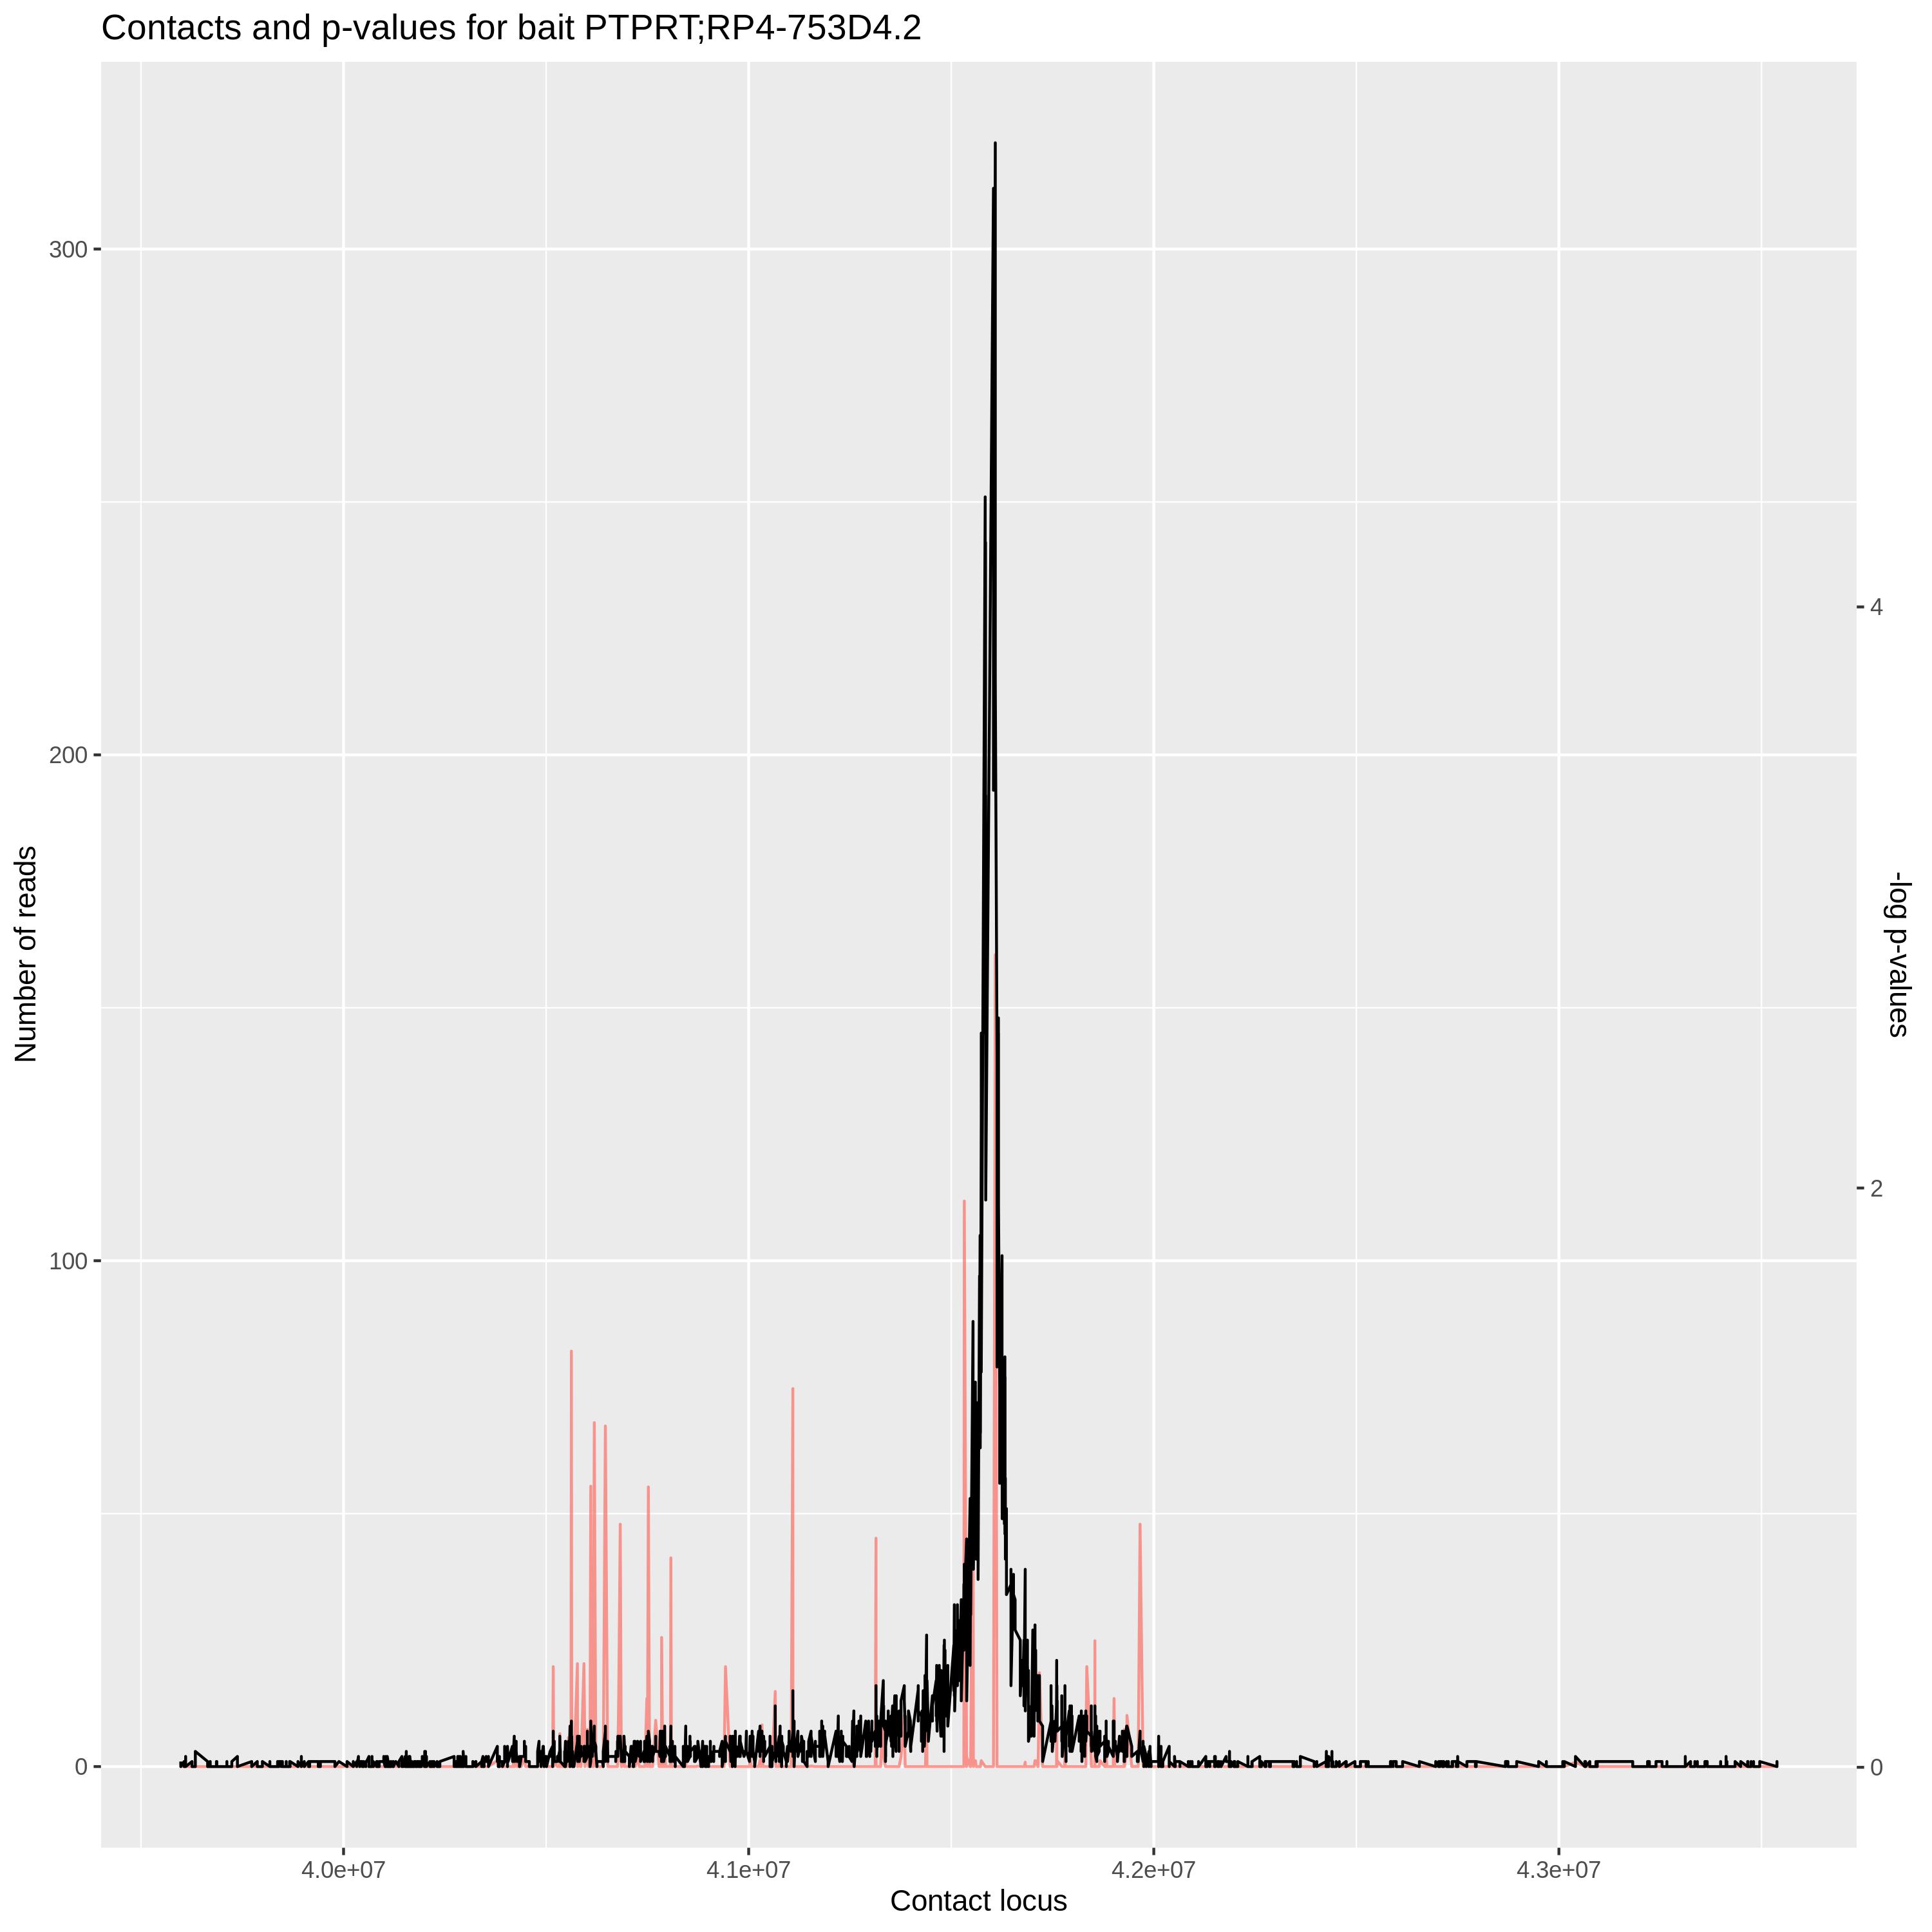 Contacts and p-values for bait PTPRT;RP4-753D4.2
300
200
100
0
Number of reads
4
2
0
-log p-values
4.0e+07
4.1e+07
4.2e+07
4.3e+07
Contact locus